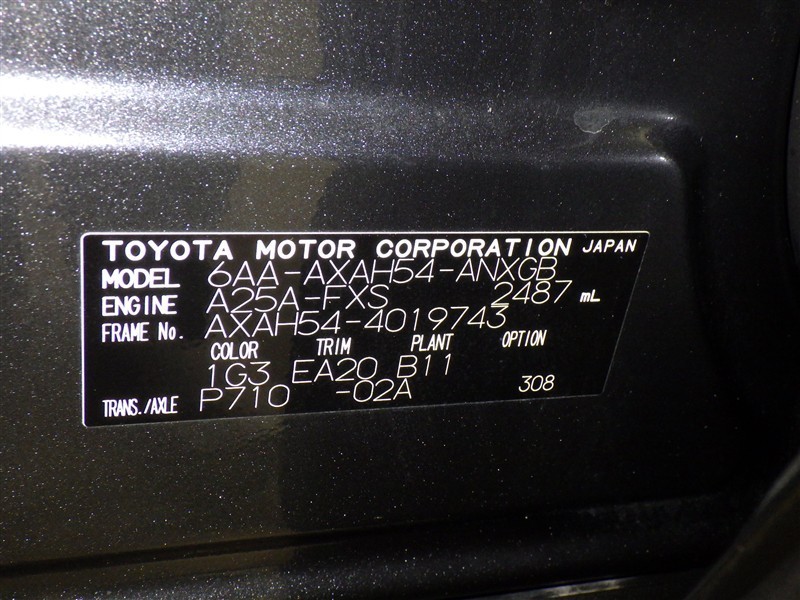 TOYOTA MOTOR CORPORATION JAPAN
MODEL 6AA-AXAH54-ANXGB
ENGINE A25A-FXS 2487 mL
FRAME No. AXAH54-4019743
COLOR TRIM PLANT OPTION
1G3 EA20 B11
TRANS./AXLE P710 -02A 308